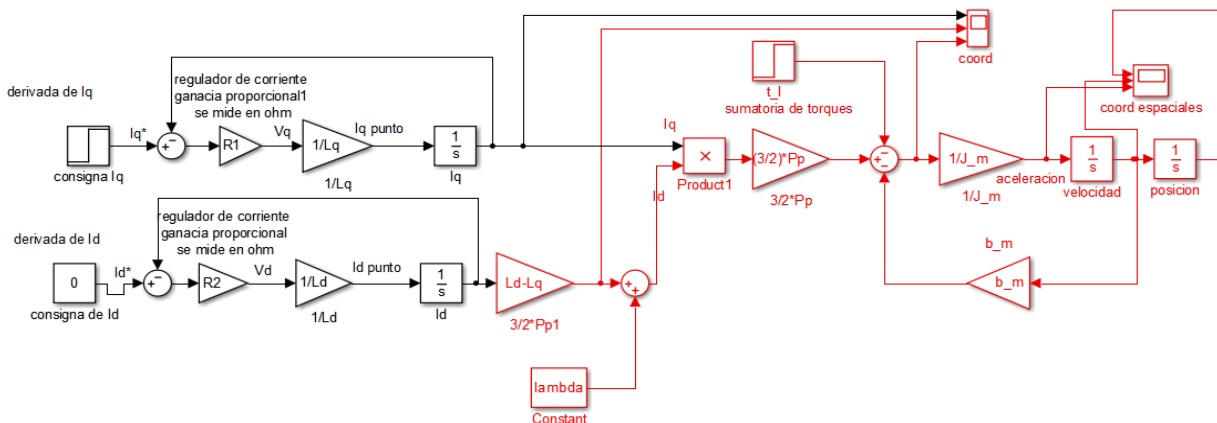 derivada de Iq
regulador de corriente
ganacia proporcional1
se mide en ohm
Iq*
consigna Iq
R1
Vq
1/Lq
1/Lq
Iq punto
1
s
Iq
coord
t_l
sumatoria de torques
coord espaciales
Iq
×
Product1
Id
(3/2)*Pp
3/2*Pp
1/J_m
1/J_m
aceleracion
1
s
velocidad
1
s
posicion
derivada de Id
regulador de corriente
ganacia proporcional
se mide en ohm
0
Id*
consigna de Id
R2
Vd
1/Ld
1/Ld
Id punto
1
s
Id
Ld-Lq
3/2*Pp1
b_m
b_m
lambda
Constant